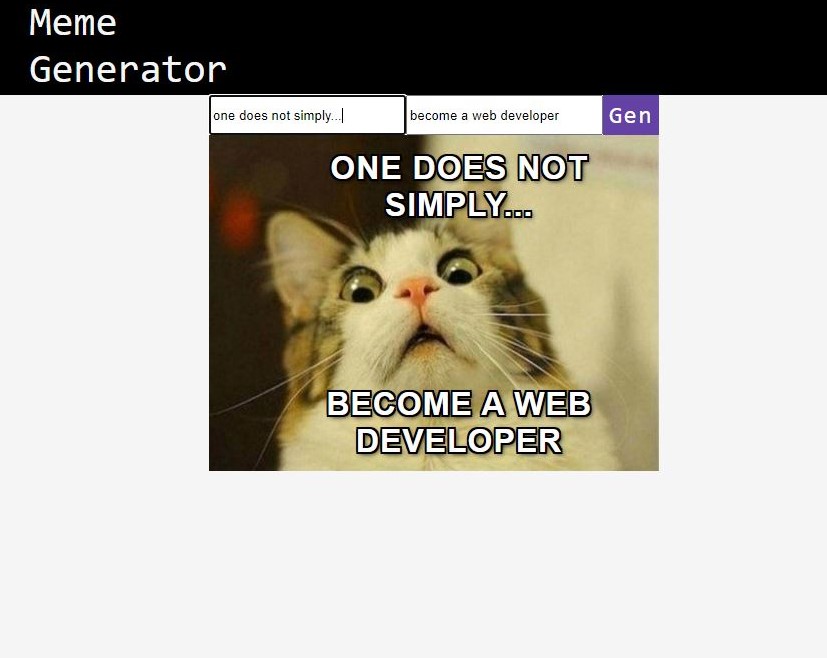 Meme
Generator
one does not simply...
become a web developer
Gen
ONE DOES NOT
SIMPLY...
BECOME A WEB
DEVELOPER